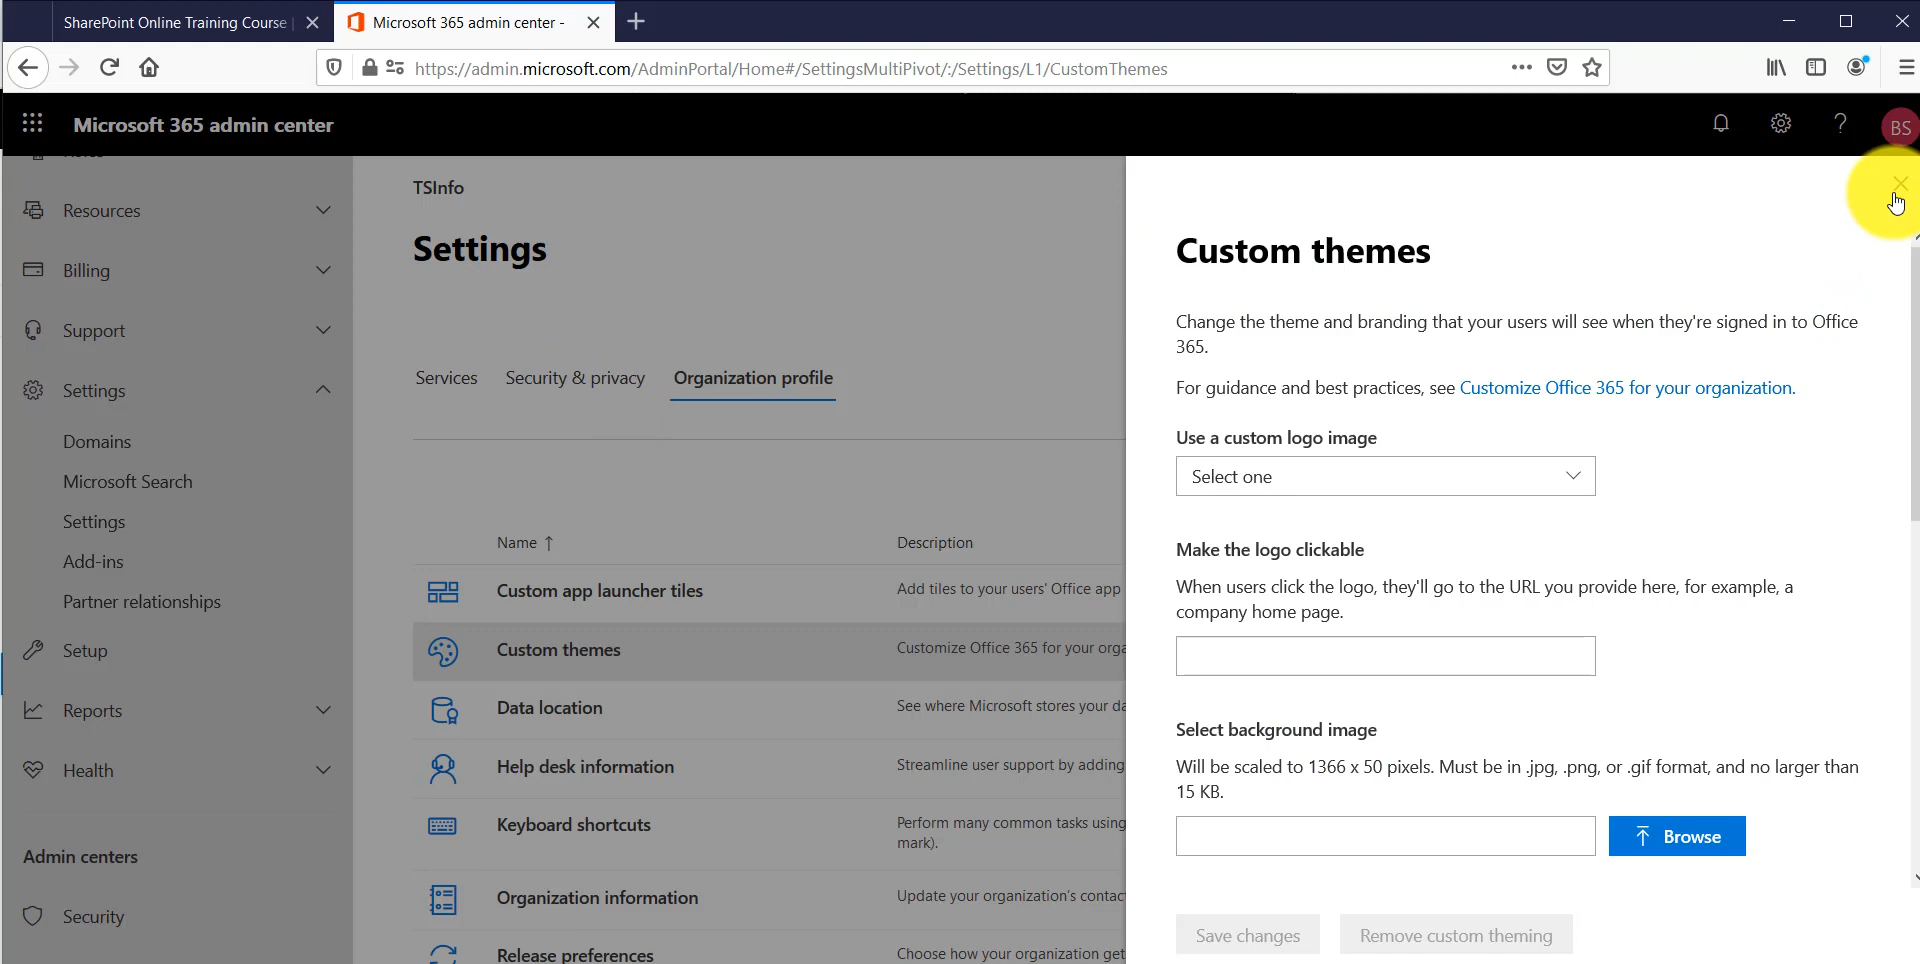 SharePoint Online Training Course
Microsoft 365 admin center -
https://admin.microsoft.com/AdminPortal/Home#/SettingsMultiPivot/:/Settings/L1/CustomThemes
Microsoft 365 admin center
BS
Resources
Billing
Support
Settings
Domains
Microsoft Search
Settings
Add-ins
Partner relationships
Setup
Reports
Health
Admin centers
Security
TSInfo
Settings
Services
Security & privacy
Organization profile
Name ↑
Description
Custom app launcher tiles
Add tiles to your users' Office app
Custom themes
Customize Office 365 for your orga
Data location
See where Microsoft stores your da
Help desk information
Streamline user support by adding
Keyboard shortcuts
Perform many common tasks using
mark).
Organization information
Update your organization's contac
Release preferences
Choose how your organization get
Custom themes
Change the theme and branding that your users will see when they're signed in to Office
365.
For guidance and best practices, see Customize Office 365 for your organization.
Use a custom logo image
Select one
Make the logo clickable
When users click the logo, they'll go to the URL you provide here, for example, a
company home page.
Select background image
Will be scaled to 1366 x 50 pixels. Must be in .jpg, .png, or .gif format, and no larger than
15 KB.
Browse
Save changes
Remove custom theming